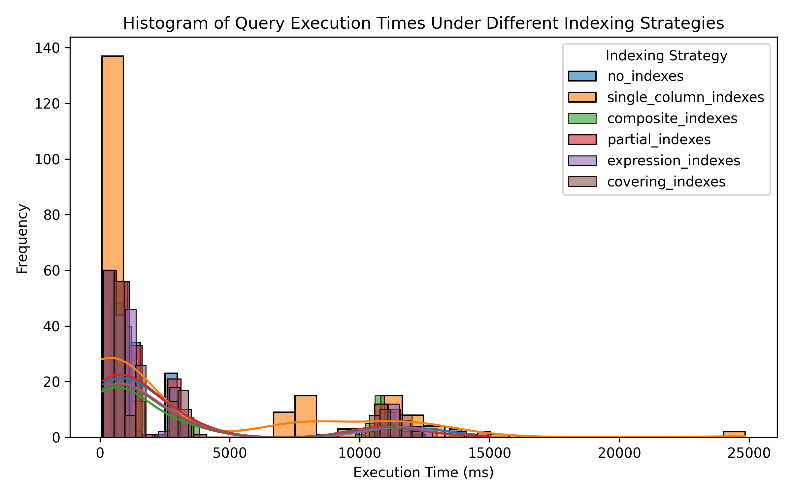 Histogram of Query Execution Times Under Different Indexing Strategies
140
120
100
80
60
40
20
0
Frequency
Indexing Strategy
no_indexes
single_column_indexes
composite_indexes
partial_indexes
expression_indexes
covering_indexes
0 5000 10000 15000 20000 25000
Execution Time (ms)